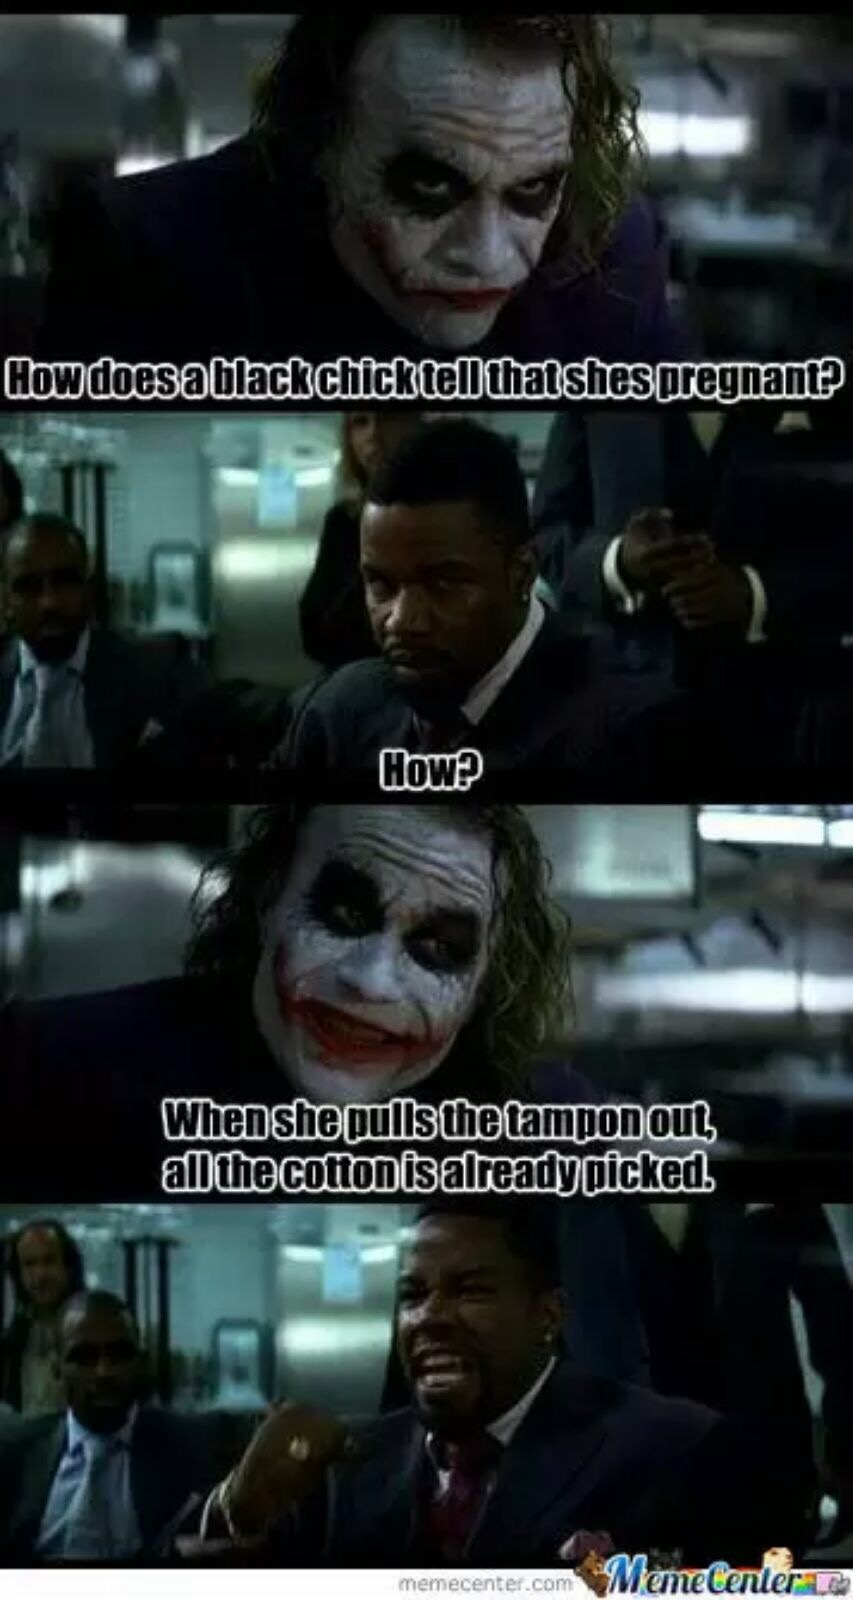 How does a black chick tell that shes pregnant?
How?
When she pulls the tampon out,
all the cotton is already picked.
memecenter.com MemeCenter